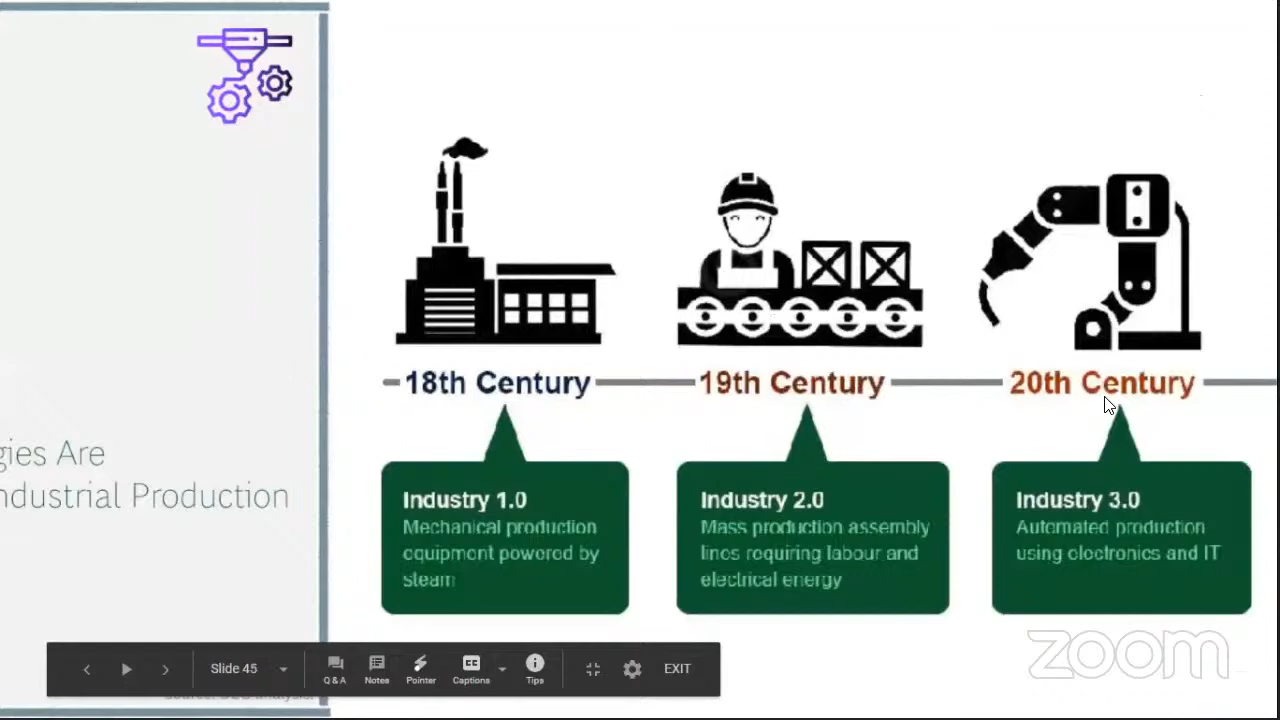 gies Are
ndustrial Production
18th Century
19th Century
20th Century
Industry 1.0
Mechanical production
equipment powered by
steam
Industry 2.0
Mass production assembly
lines requiring labour and
electrical energy
Industry 3.0
Automated production
using electronics and IT
Slide 45
Q & A
Notes
Pointer
CC
Captions
Tips
EXIT
zoom